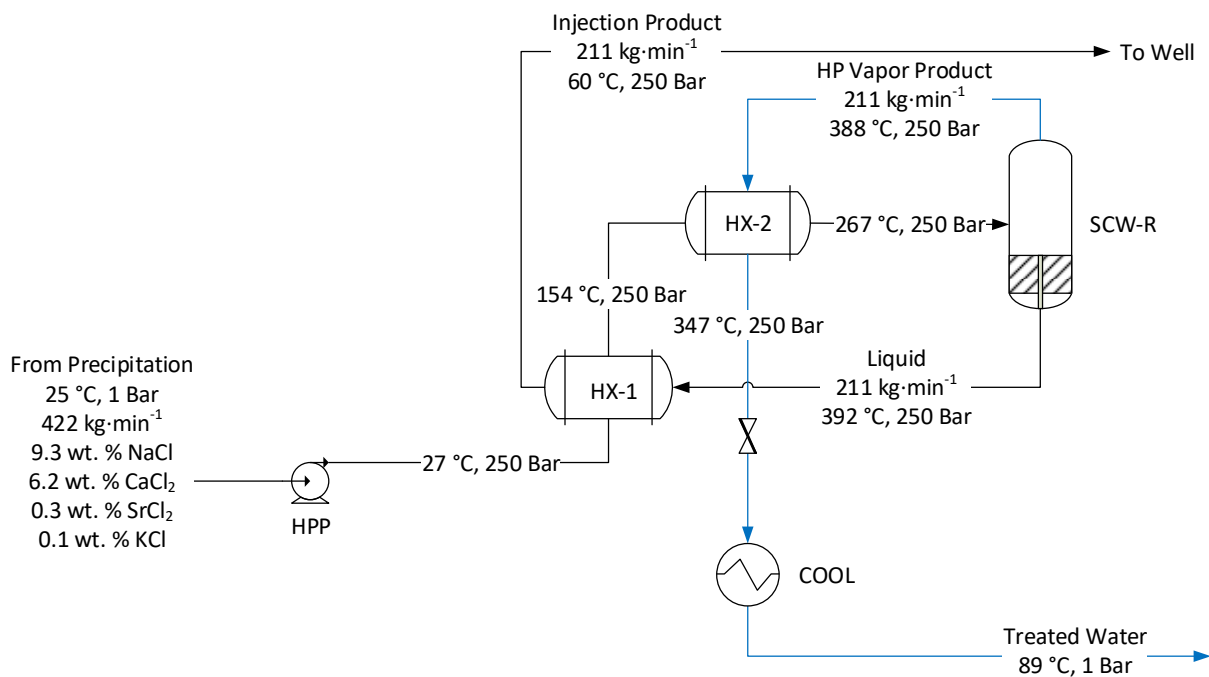 Injection Product
211 kg·min⁻¹
60 °C, 250 Bar
To Well
HP Vapor Product
211 kg·min⁻¹
388 °C, 250 Bar
HX-2
267 °C, 250 Bar
SCW-R
154 °C, 250 Bar
347 °C, 250 Bar
From Precipitation
25 °C, 1 Bar
422 kg·min⁻¹
9.3 wt. % NaCl
6.2 wt. % CaCl₂
0.3 wt. % SrCl₂
0.1 wt. % KCl
HX-1
Liquid
211 kg·min⁻¹
392 °C, 250 Bar
27 °C, 250 Bar
HPP
COOL
Treated Water
89 °C, 1 Bar